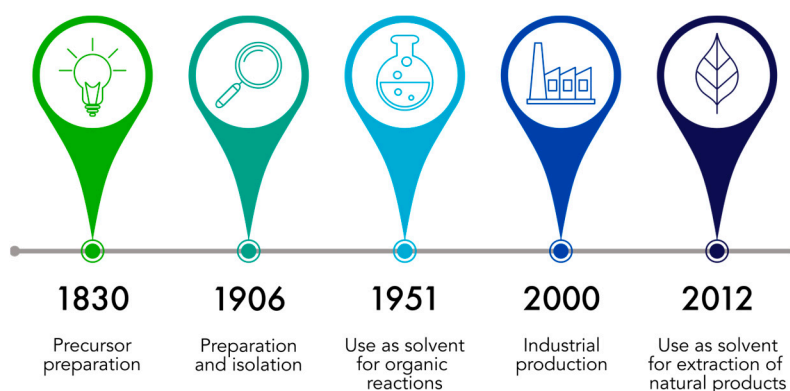 1830
Precursor
preparation
1906
Preparation
and isolation
1951
Use as solvent
for organic
reactions
2000
Industrial
production
2012
Use as solvent
for extraction of
natural products